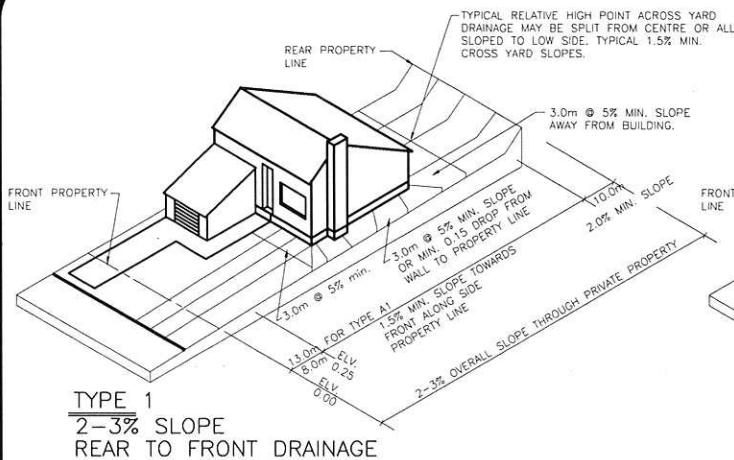 TYPICAL RELATIVE HIGH POINT ACROSS YARD
DRAINAGE MAY BE SPLIT FROM CENTRE OR ALL
SLOPED TO LOW SIDE. TYPICAL 1.5% MIN.
CROSS YARD SLOPES.
REAR PROPERTY
LINE
3.0m @ 5% MIN. SLOPE
AWAY FROM BUILDING.
FRONT PROPERTY
LINE
FRONT
LINE
10.0m
2.0% MIN. SLOPE
3.0m @ 5% MIN. SLOPE
OR MIN. 0.15 DROP FROM
WALL TO PROPERTY LINE
3.0m @ 5% min.
13.0m FOR TYPE A1
1.5% MIN. SLOPE TOWARDS
FRONT ALONG SIDE
PROPERTY LINE
8.0m
ELV.
0.25
ELV.
0.00
2-3% OVERALL SLOPE THROUGH PRIVATE PROPERTY
TYPE 1
2-3% SLOPE
REAR TO FRONT DRAINAGE